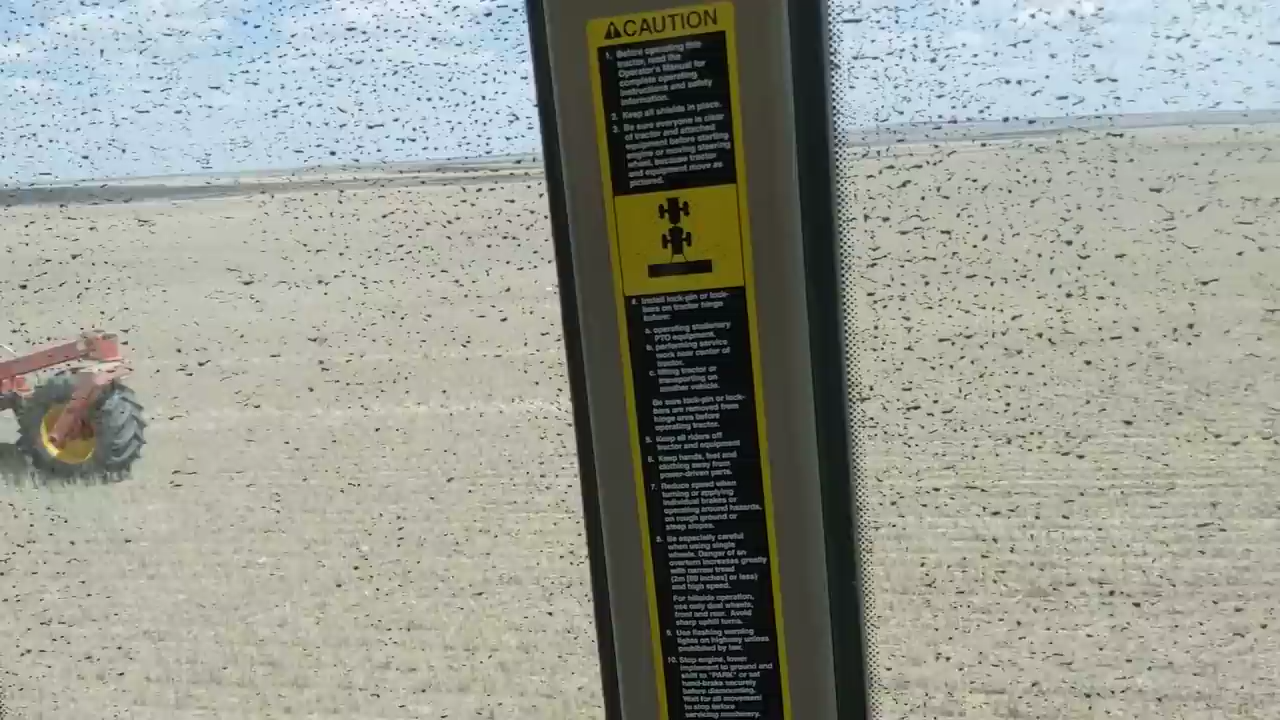 CAUTION
1. Before operating this
tractor, read the
Operator's Manual for
complete operating
instructions and safety
information.
2. Keep all shields in place.
3. Be sure everyone is clear
of tractor and attached
equipment before starting
engine or moving steering
wheel, because tractor
and equipment move as
pictured.
4. Install lock-pin or lock-
bars on tractor hinge
before:
a. operating stationary
PTO equipment.
b. performing service
work near center of
tractor.
c. lifting tractor or
transporting on
another vehicle.
Be sure lock-pin or lock-
bars are removed from
hinge area before
operating tractor.
5. Keep all riders off
tractor and equipment
6. Keep hands, feet and
clothing away from
power-driven parts.
7. Reduce speed when
turning or applying
individual brakes or
operating around hazards,
on rough ground or
steep slopes.
8. Be especially careful
when using single
wheels. Danger of an
overturn increases greatly
with narrow tread
(2m [80 inches] or less)
and high speed.
For hillside operation,
use only dual wheels,
front and rear. Avoid
sharp uphill turns.
9. Use flashing warning
lights on highway unless
prohibited by law.
10. Stop engine, lower
implement to ground and
shift to "PARK" or set
hand-brake securely
before dismounting.
Wait for all movement
to stop before
servicing machinery.